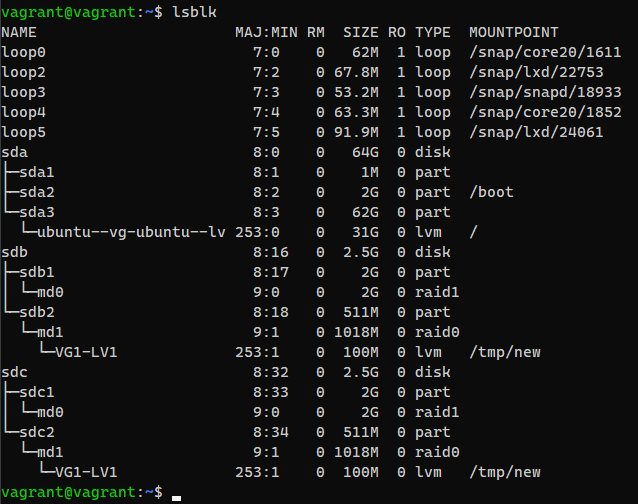 vagrant@vagrant:~$ lsblk
NAME                      MAJ:MIN RM  SIZE RO TYPE  MOUNTPOINT
loop0                       7:0    0   62M  1 loop  /snap/core20/1611
loop2                       7:2    0 67.8M  1 loop  /snap/lxd/22753
loop3                       7:3    0 53.2M  1 loop  /snap/snapd/18933
loop4                       7:4    0 63.3M  1 loop  /snap/core20/1852
loop5                       7:5    0 91.9M  1 loop  /snap/lxd/24061
sda                         8:0    0   64G  0 disk
├─sda1                      8:1    0    1M  0 part
├─sda2                      8:2    0    2G  0 part  /boot
└─sda3                      8:3    0   62G  0 part
  └─ubuntu--vg-ubuntu--lv 253:0    0   31G  0 lvm   /
sdb                         8:16   0  2.5G  0 disk
├─sdb1                      8:17   0    2G  0 part
│ └─md0                     9:0    0    2G  0 raid1
└─sdb2                      8:18   0  511M  0 part
  └─md1                     9:1    0 1018M  0 raid0
    └─VG1-LV1             253:1    0  100M  0 lvm   /tmp/new
sdc                         8:32   0  2.5G  0 disk
├─sdc1                      8:33   0    2G  0 part
│ └─md0                     9:0    0    2G  0 raid1
└─sdc2                      8:34   0  511M  0 part
  └─md1                     9:1    0 1018M  0 raid0
    └─VG1-LV1             253:1    0  100M  0 lvm   /tmp/new
vagrant@vagrant:~$